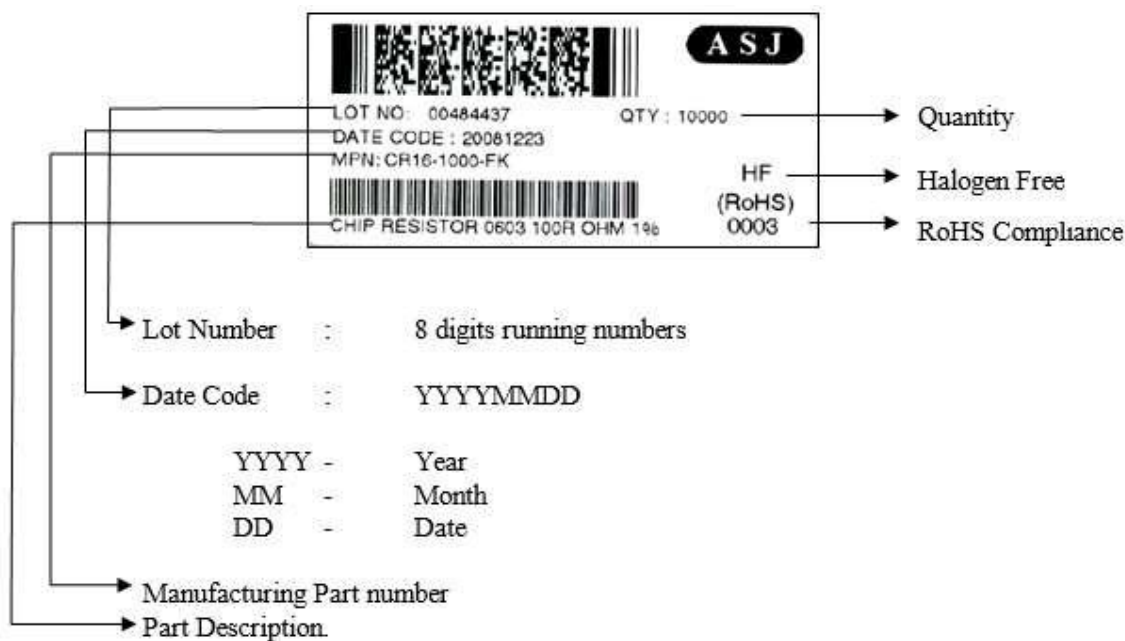 ASJ
LOT NO: 00484437 QTY : 10000 Quantity
DATE CODE : 20081223
MPN: CR16-1000-FK
HF Halogen Free
(RoHS)
CHIP RESISTOR 0603 100R OHM 1% 0003 RoHS Compliance
Lot Number : 8 digits running numbers
Date Code : YYYYMMDD
YYYY - Year
MM - Month
DD - Date
Manufacturing Part number
Part Description.